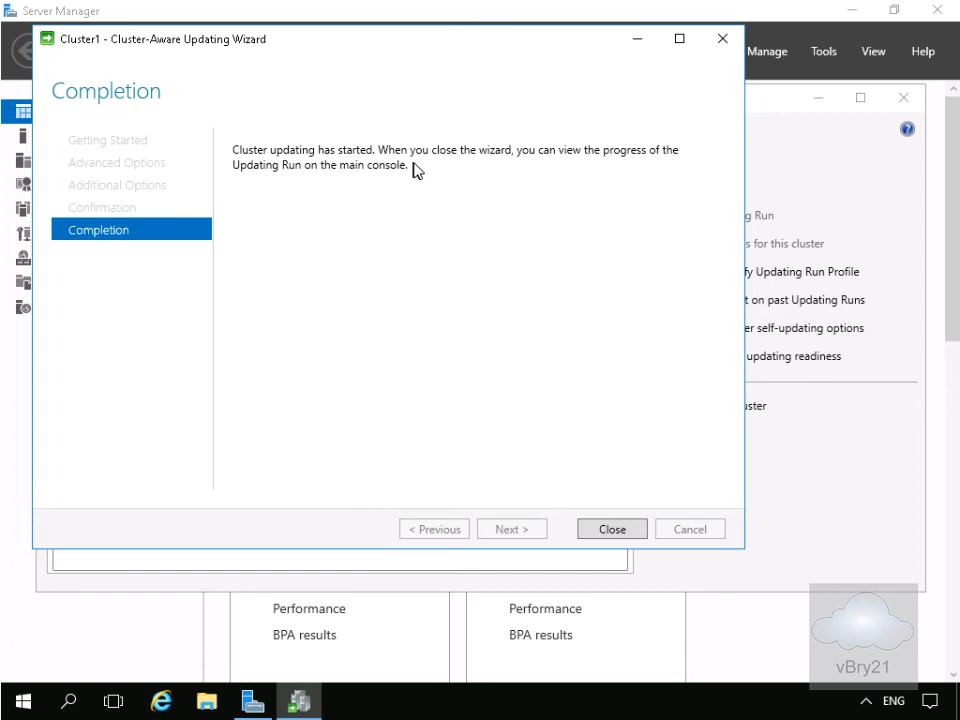 Server Manager
Manage Tools View Help
Cluster1 - Cluster-Aware Updating Wizard
Completion
Getting Started
Advanced Options
Additional Options
Confirmation
Completion
Cluster updating has started. When you close the wizard, you can view the progress of the
Updating Run on the main console.
g Run
s for this cluster
fy Updating Run Profile
t on past Updating Runs
er self-updating options
updating readiness
uster
< Previous Next > Close Cancel
Performance Performance
BPA results BPA results
vBry21
ENG